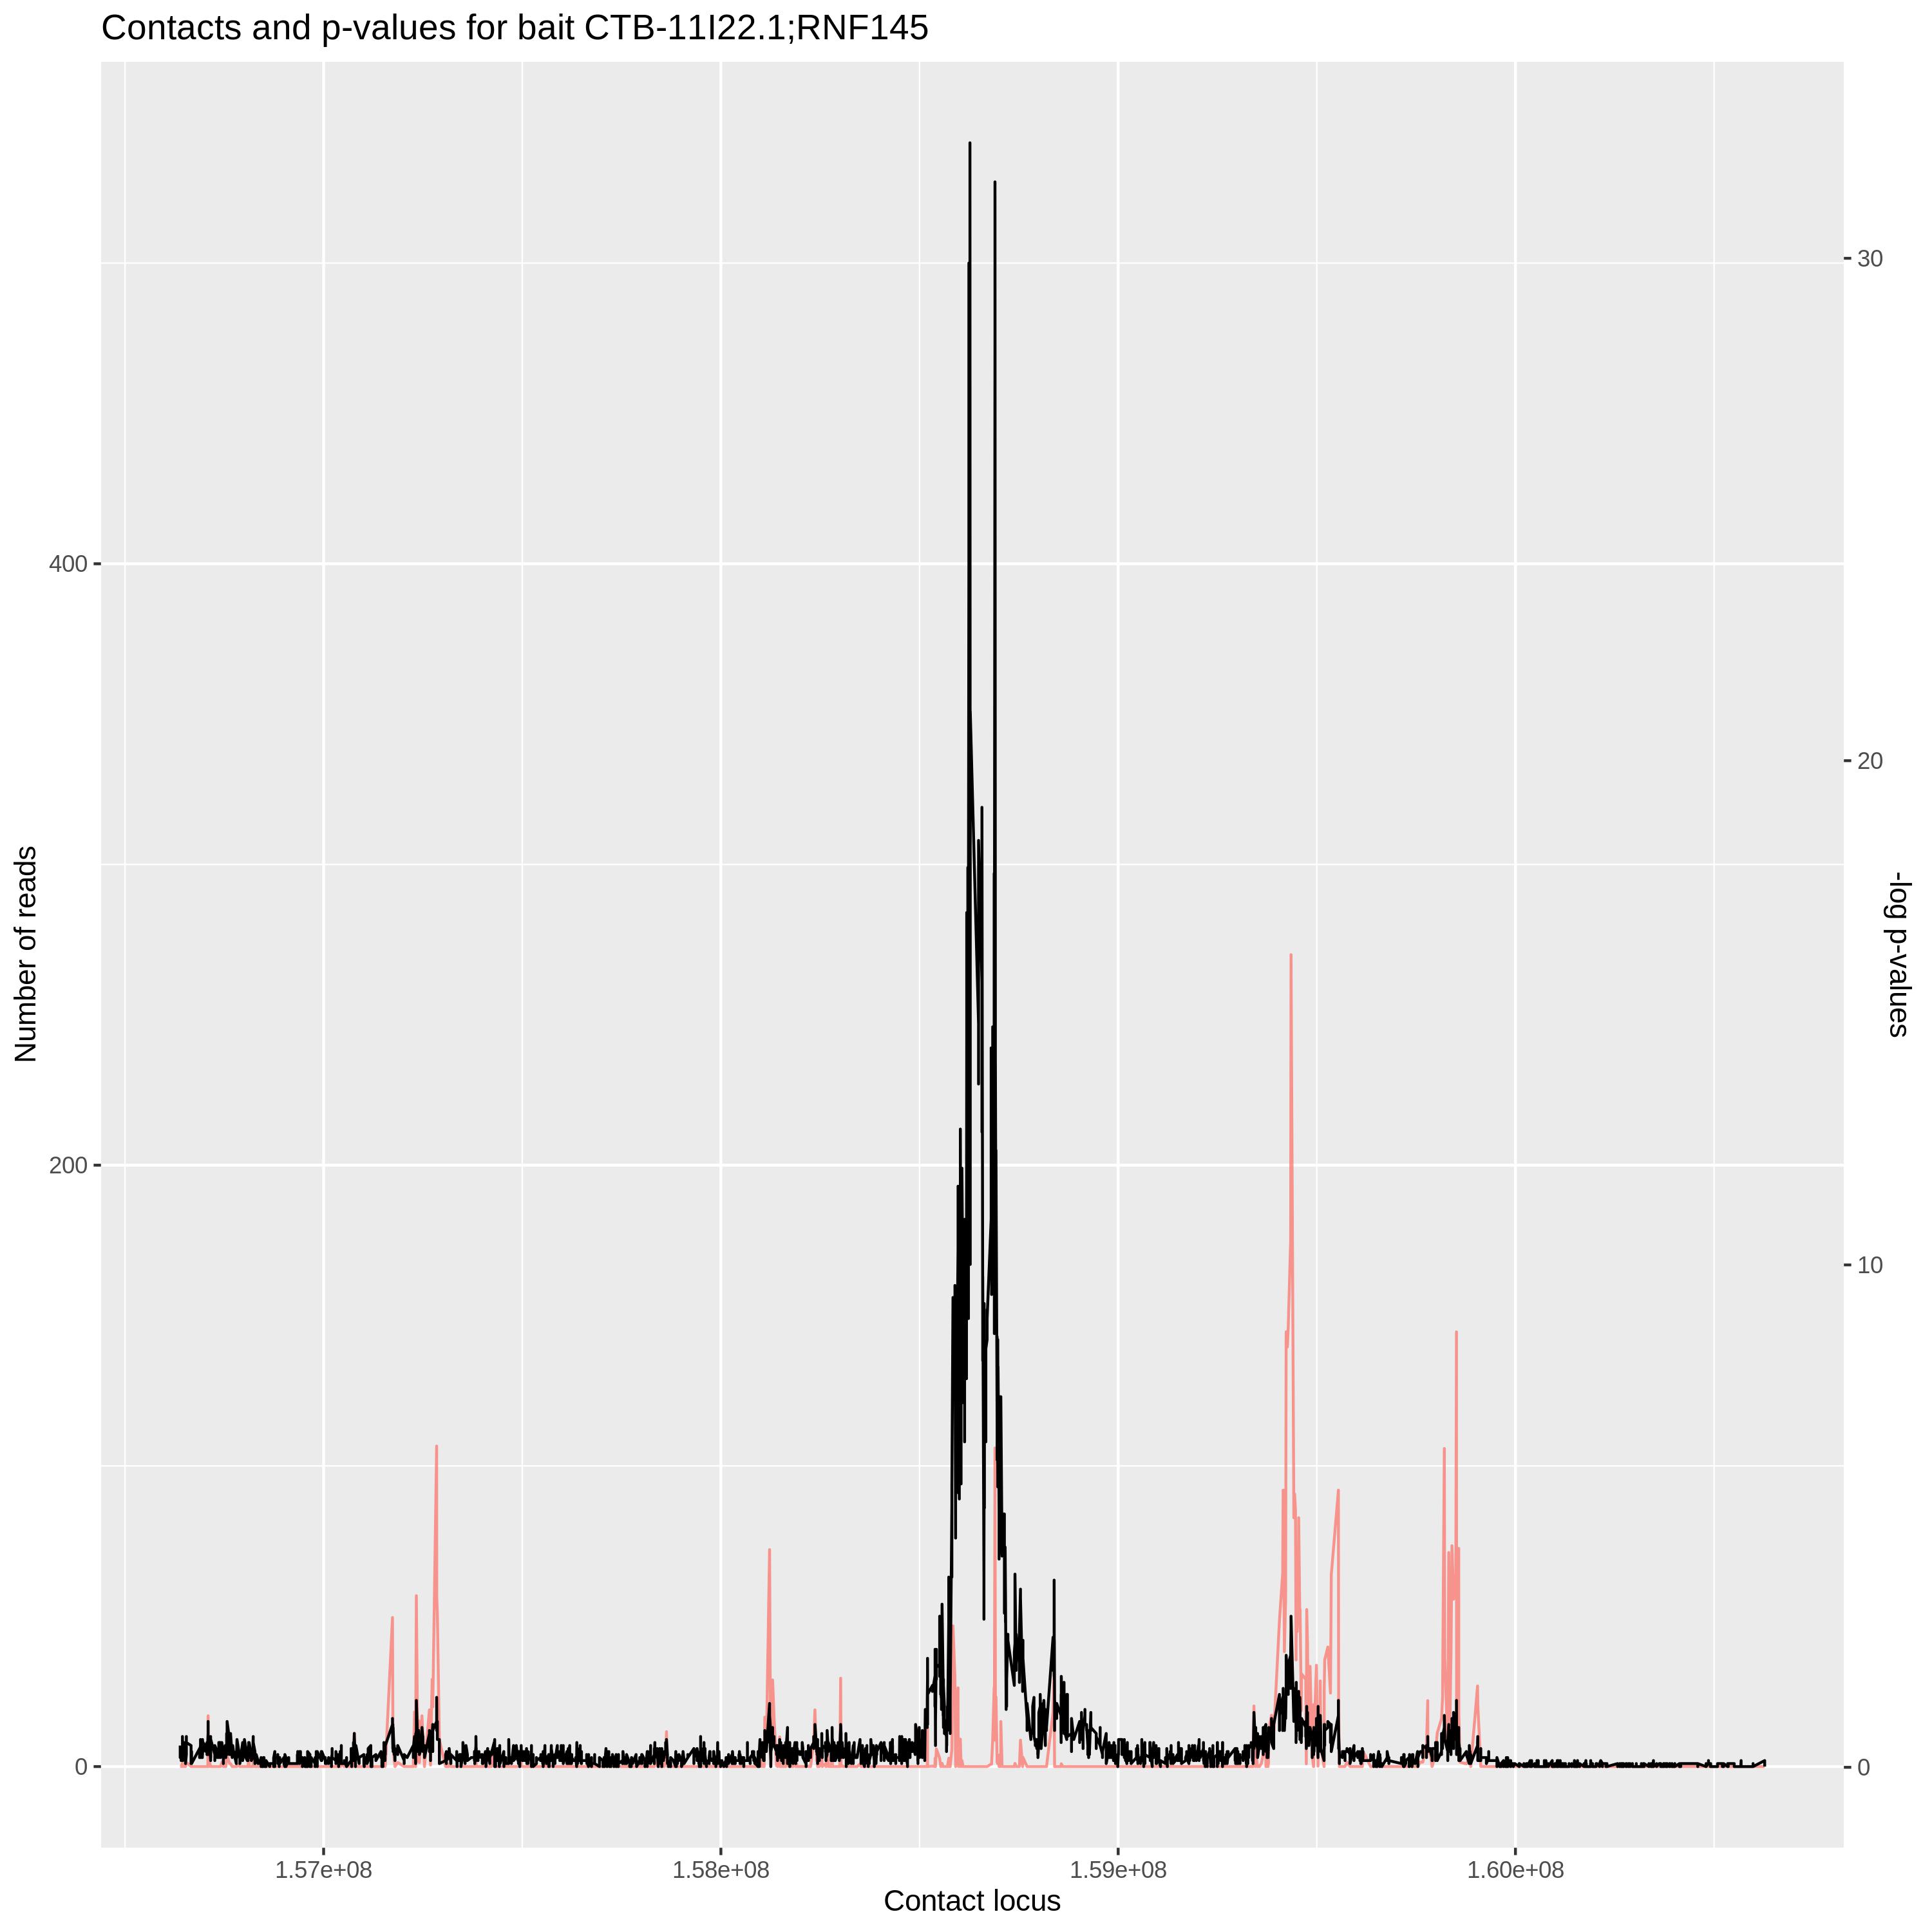 Contacts and p-values for bait CTB-11I22.1;RNF145
Number of reads
400
200
0
30
20
10
0
-log p-values
1.57e+08 1.58e+08 1.59e+08 1.60e+08
Contact locus